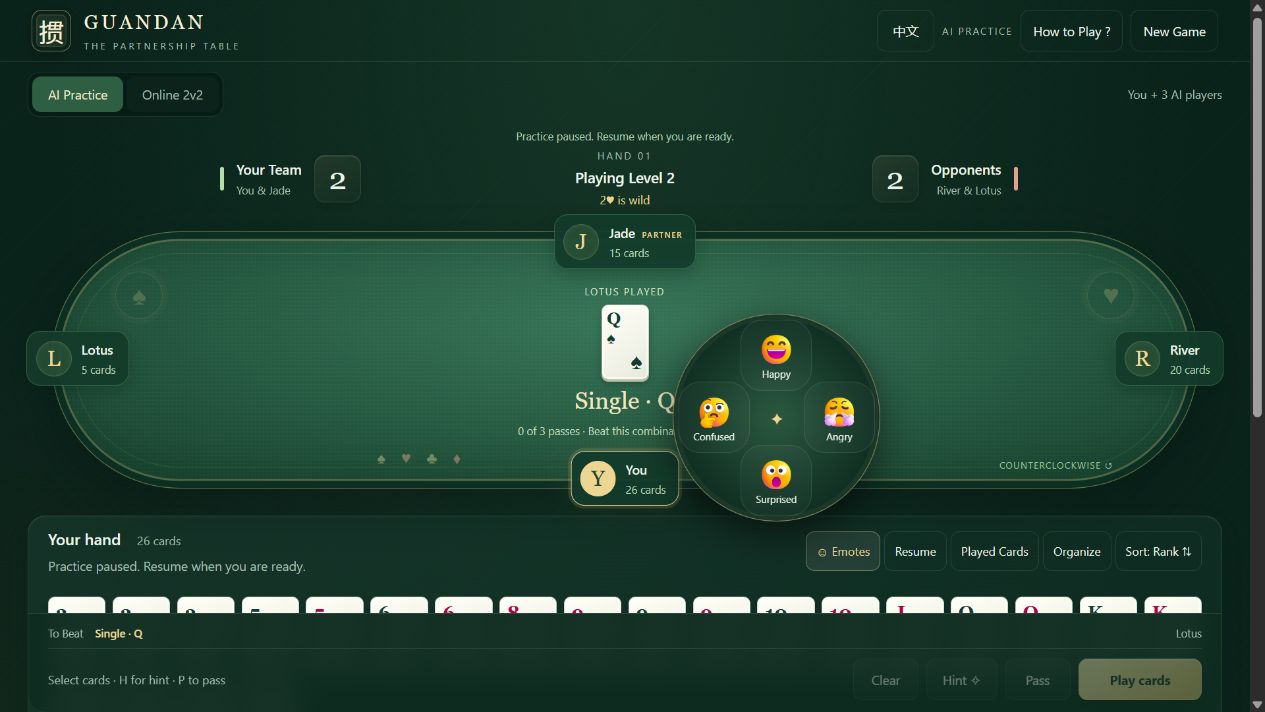 掼
GUANDAN
THE PARTNERSHIP TABLE
中文
AI PRACTICE
How to Play ?
New Game
AI Practice
Online 2v2
You + 3 AI players
Practice paused. Resume when you are ready.
HAND 01
Your Team
You & Jade
2
Playing Level 2
2♥ is wild
2
Opponents
River & Lotus
J
Jade PARTNER
15 cards
LOTUS PLAYED
Q
♠
♠
L
Lotus
5 cards
R
River
20 cards
Single · Q
0 of 3 passes · Beat this
Happy
Confused
Angry
Surprised
Y
You
26 cards
COUNTERCLOCKWISE ↺
Your hand
26 cards
Practice paused. Resume when you are ready.
☺ Emotes
Resume
Played Cards
Organize
Sort: Rank ⇅
To Beat Single · Q
Lotus
Select cards · H for hint · P to pass
Clear
Hint ✧
Pass
Play cards